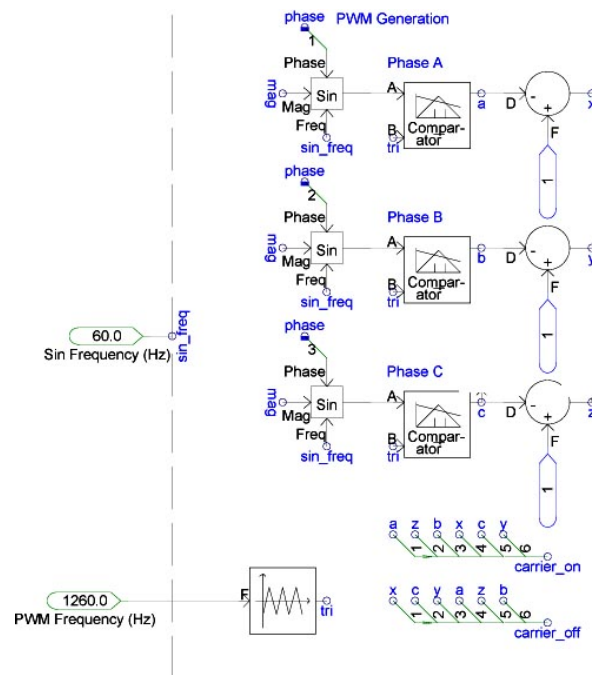 phase PWM Generation
1
Phase Phase A
mag Mag Sin A Compar-ator a D - x
Freq B + F
sin_freq tri 1
phase
2
Phase Phase B
mag Mag Sin A Compar-ator b D - y
Freq B + F
sin_freq tri 1
60.0 sin_freq
Sin Frequency (Hz)
phase
3
Phase Phase C
mag Mag Sin A Compar-ator c D - z
Freq B + F
sin_freq tri 1
a z b x c y
1 2 3 4 5 6
carrier_on
1260.0 F tri
PWM Frequency (Hz)
x c y a z b
1 2 3 4 5 6
carrier_off